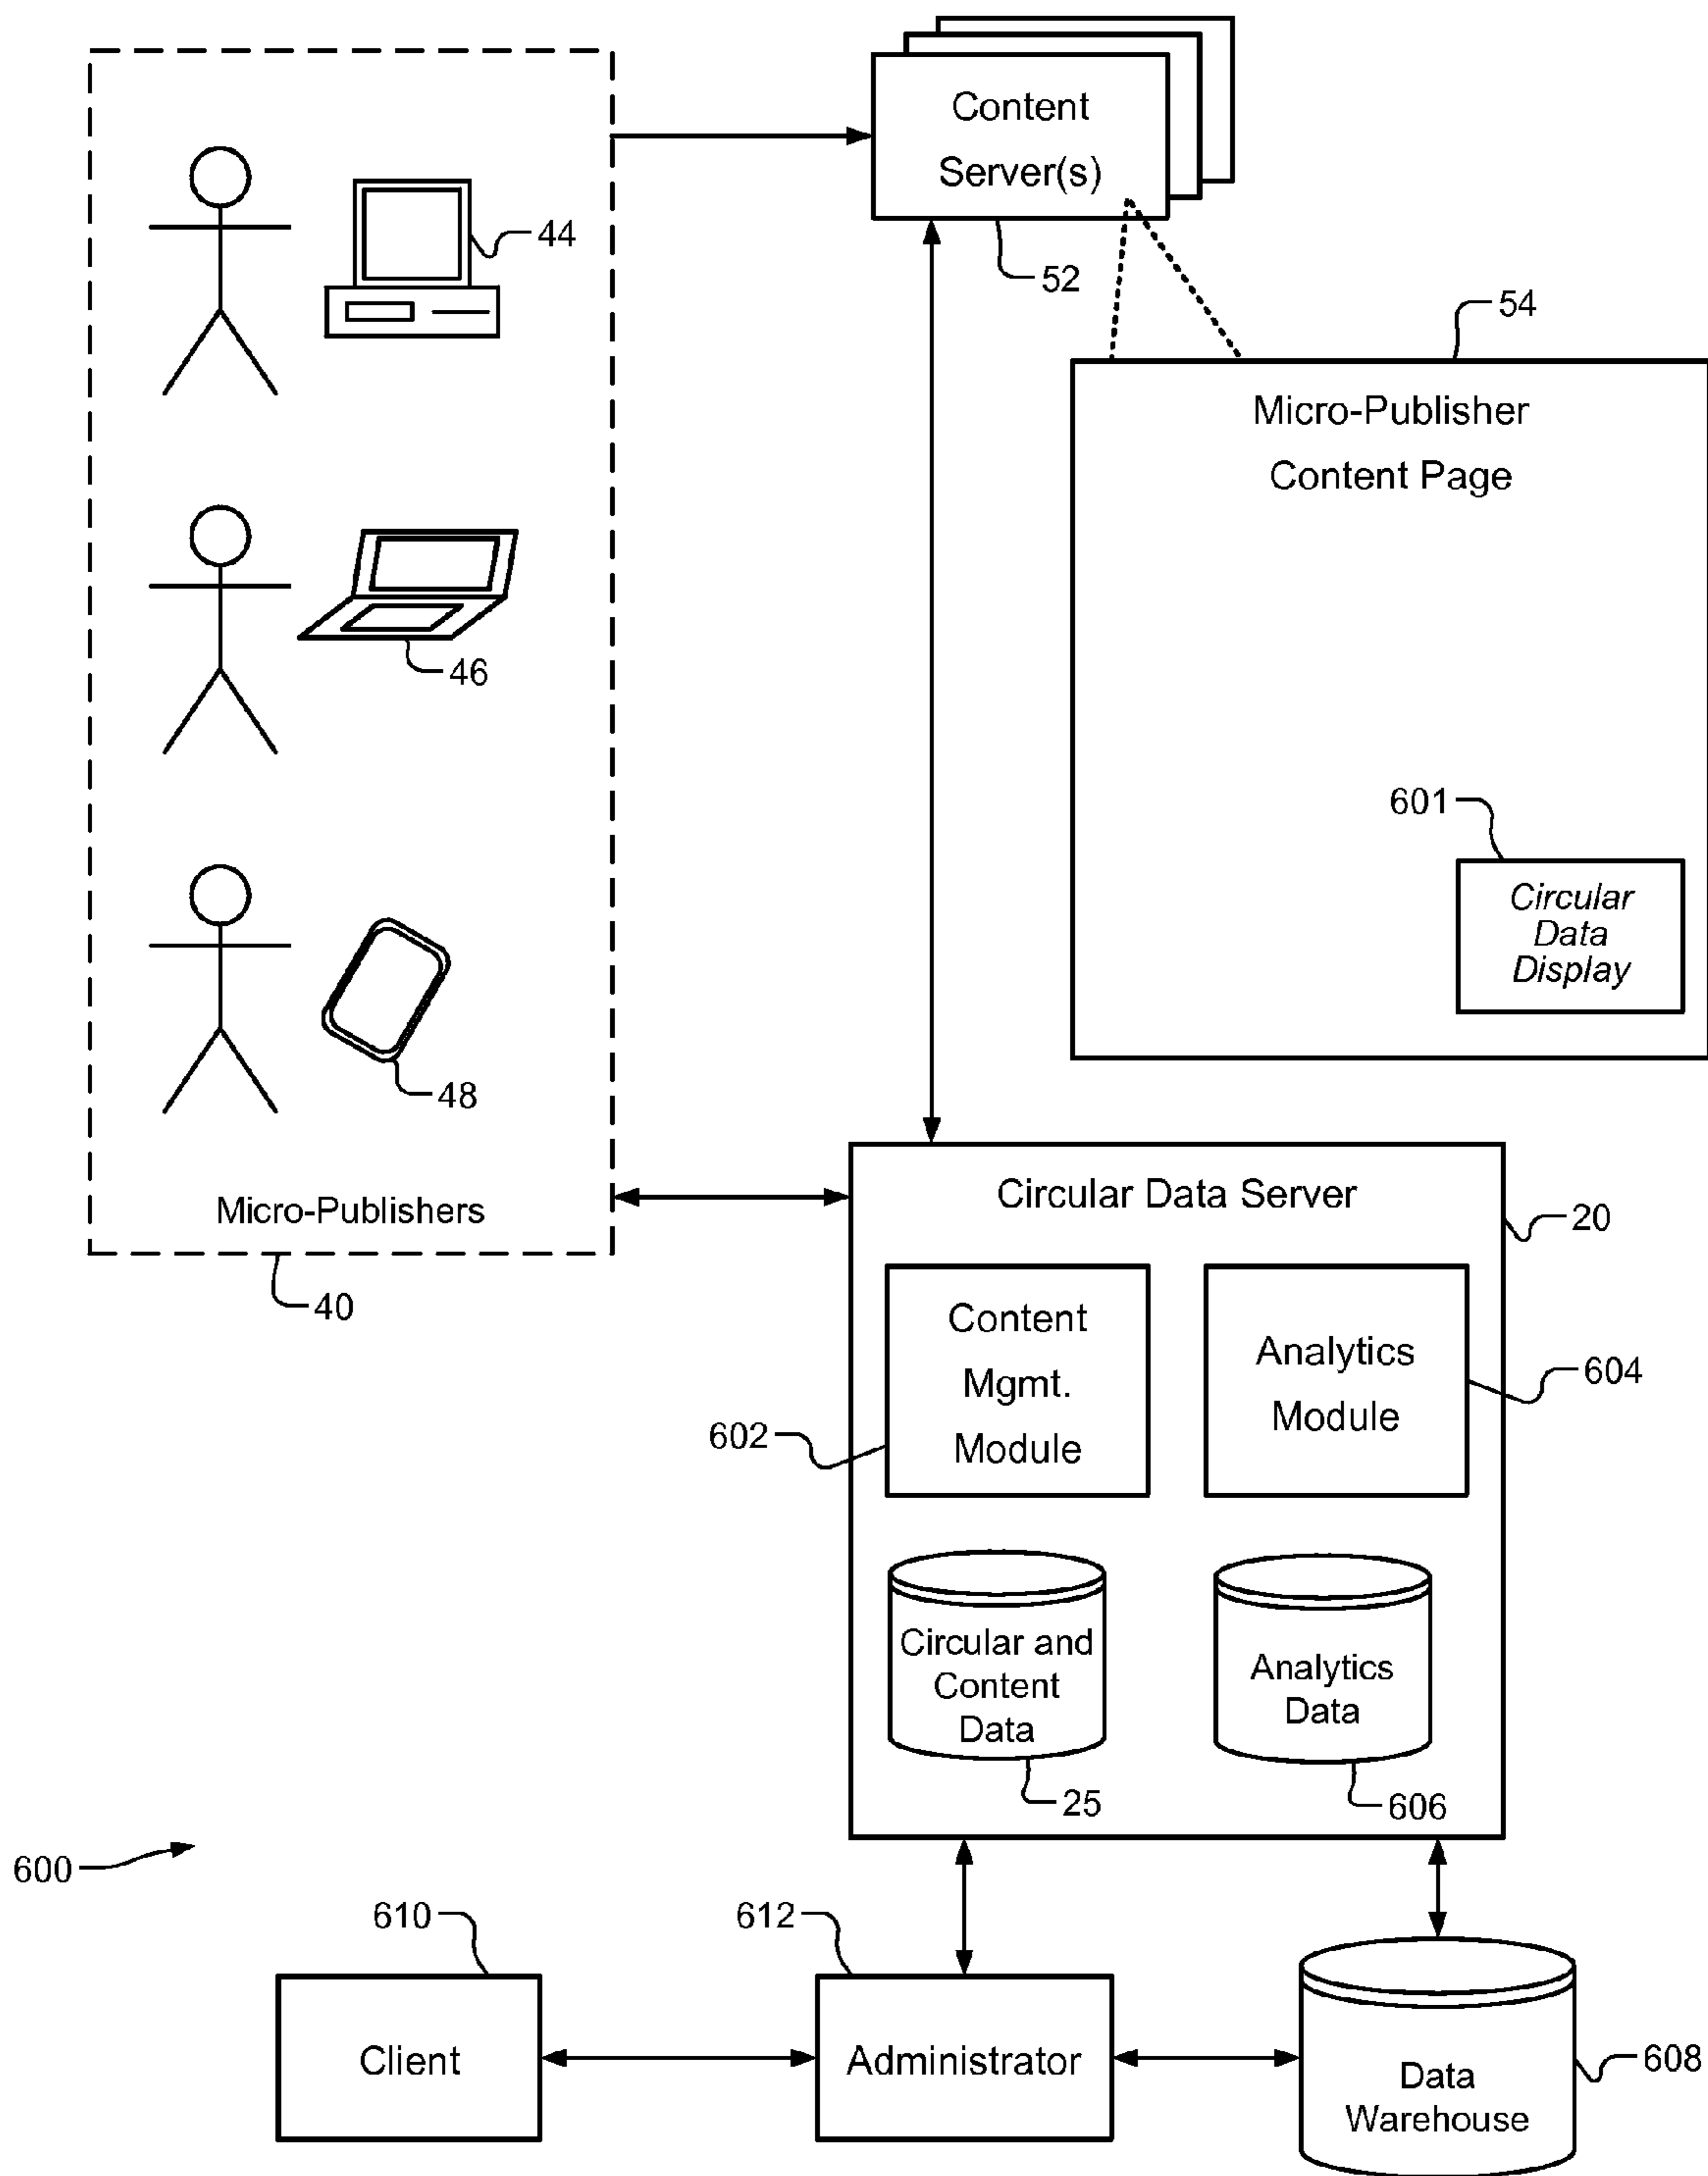 Content
Server(s)
44
52
54
Micro-Publisher
Content Page
46
601
Circular
Data
Display
48
Micro-Publishers
40
Circular Data Server
20
Content
Mgmt.
Module
602
Analytics
Module
604
Circular and
Content
Data
25
Analytics
Data
606
600
610
612
Client
Administrator
Data
Warehouse
608